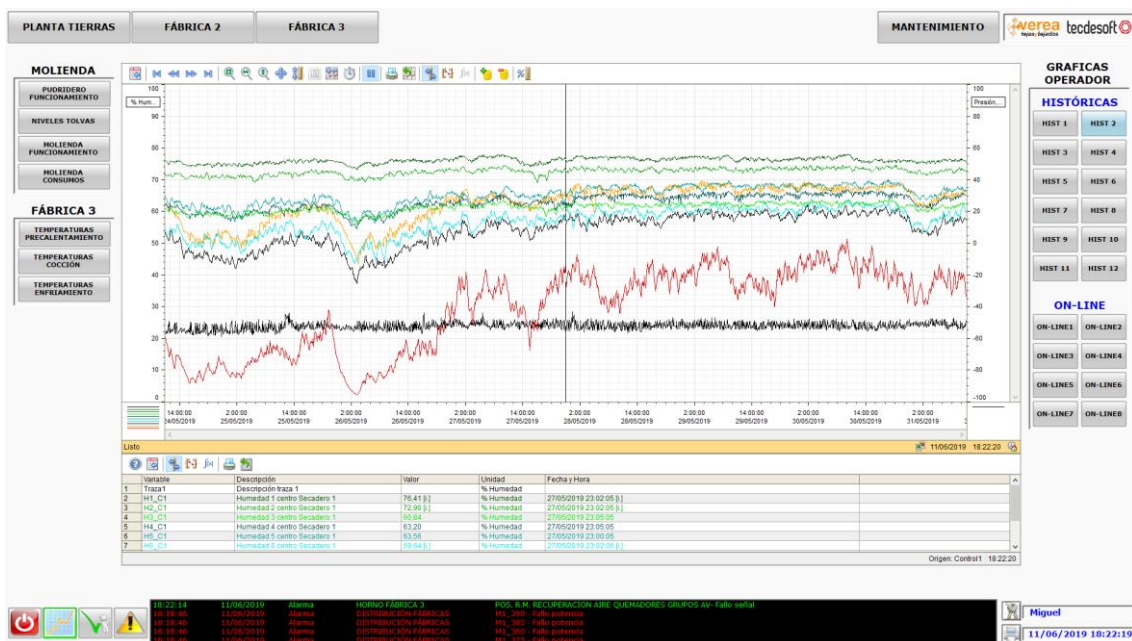 PLANTA TIERRAS
FÁBRICA 2
FÁBRICA 3
MANTENIMIENTO
verea
tejas y tejados
tecdesoft
MOLIENDA
PUDRIDERO
FUNCIONAMIENTO
NIVELES TOLVAS
MOLIENDA
FUNCIONAMIENTO
MOLIENDA
CONSUMOS
FÁBRICA 3
TEMPERATURAS
PRECALENTAMIENTO
TEMPERATURAS
COCCIÓN
TEMPERATURAS
ENFRIAMIENTO
% Hum...
100
90
80
70
60
50
40
30
20
10
0
Presión,...
100
80
60
40
20
0
-20
-40
-60
-80
-100
14:00:00 2:00:00 14:00:00 2:00:00 14:00:00 2:00:00 14:00:00 2:00:00 14:00:00 2:00:00 14:00:00 2:00:00 14:00:00 2:00:00
24/05/2019 25/05/2019 25/05/2019 26/05/2019 26/05/2019 27/05/2019 27/05/2019 28/05/2019 28/05/2019 29/05/2019 29/05/2019 30/05/2019 30/05/2019 31/05/2019
Listo
11/06/2019 18:22:20
Variable Descripción Valor Unidad Fecha y Hora
1 Traza1 Descripción traza 1 % Humedad
2 H1_C1 Humedad 1 centro Secadero 1 76,41 [i.] % Humedad 27/05/2019 23:02:05 [i.]
3 H2_C1 Humedad 2 centro Secadero 1 72,90 [i.] % Humedad 27/05/2019 23:02:05 [i.]
4 H3_C1 Humedad 3 centro Secadero 1 60,64 % Humedad 27/05/2019 23:05:05
5 H4_C1 Humedad 4 centro Secadero 1 63,20 % Humedad 27/05/2019 23:05:05
6 H5_C1 Humedad 5 centro Secadero 1 63,56 % Humedad 27/05/2019 23:00:05
7 H6_C1 Humedad 6 centro Secadero 1 59,64 [i.] % Humedad 27/05/2019 23:02:05 [i.]
Origen: Control1 18:22:20
GRAFICAS
OPERADOR
HISTÓRICAS
HIST 1 HIST 2
HIST 3 HIST 4
HIST 5 HIST 6
HIST 7 HIST 8
HIST 9 HIST 10
HIST 11 HIST 12
ON-LINE
ON-LINE1 ON-LINE2
ON-LINE3 ON-LINE4
ON-LINE5 ON-LINE6
ON-LINE7 ON-LINE8
18:22:14 11/06/2019 Alarma HORNO FÁBRICA 3 POS. R.M. RECUPERACION AIRE QUEMADORES GRUPOS AV- Fallo señal
18:18:46 11/06/2019 Alarma DISTRIBUCIÓN FÁBRICAS M1_390 - Fallo potencia
18:18:46 11/06/2019 Alarma DISTRIBUCIÓN FÁBRICAS M1_385 - Fallo potencia
18:18:46 11/06/2019 Alarma DISTRIBUCIÓN FÁBRICAS M1_380 - Fallo potencia
18:18:46 11/06/2019 Alarma DISTRIBUCIÓN FÁBRICAS Fallo potencia
Miguel
11/06/2019 18:22:19